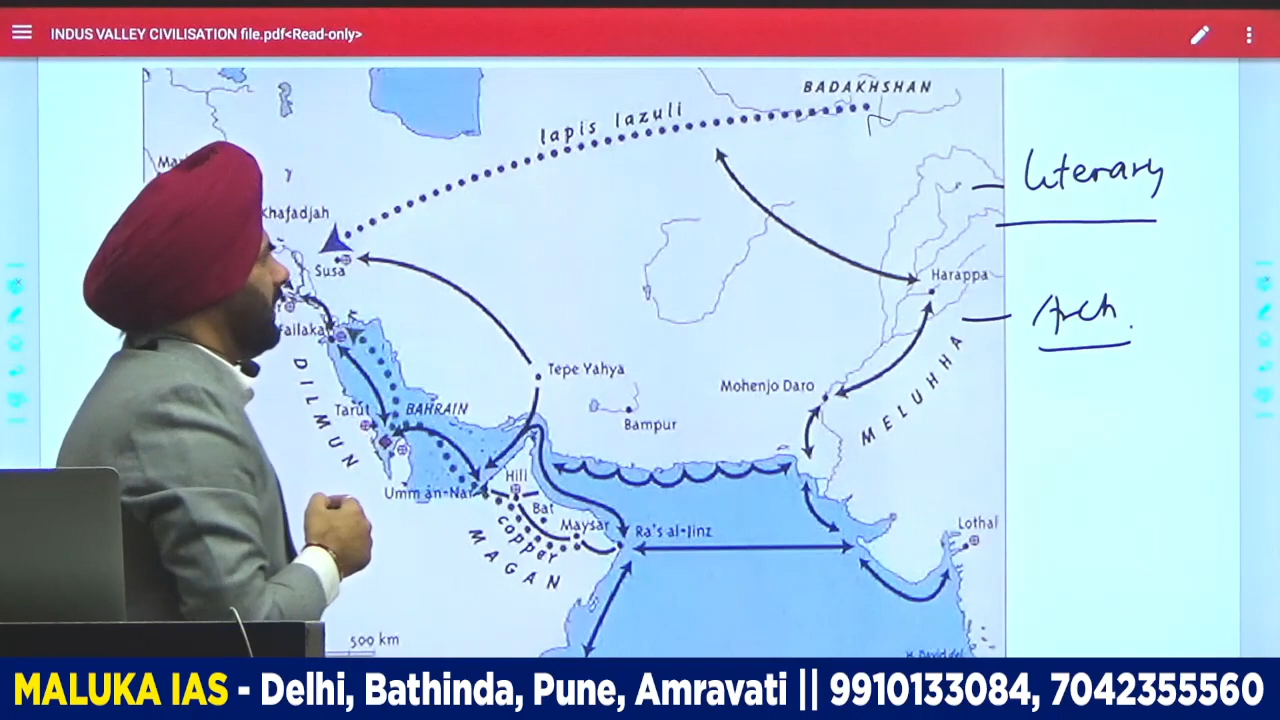 INDUS VALLEY CIVILISATION file.pdf<Read-only>
BADAKHSHAN
lapis lazuli
Literary
Khafadjah
Susa
Harappa
Arch.
failaka
Tepe Yahya
DILMUN
MELUHHA
Mohenjo Daro
Tarut
BAHRAIN
Bampur
Hili
Umm an-Nar
Bat
Maysar
Ra's al-Jinz
Lothal
copper
MAGAN
500 km
MALUKA IAS - Delhi, Bathinda, Pune, Amravati || 9910133084, 7042355560